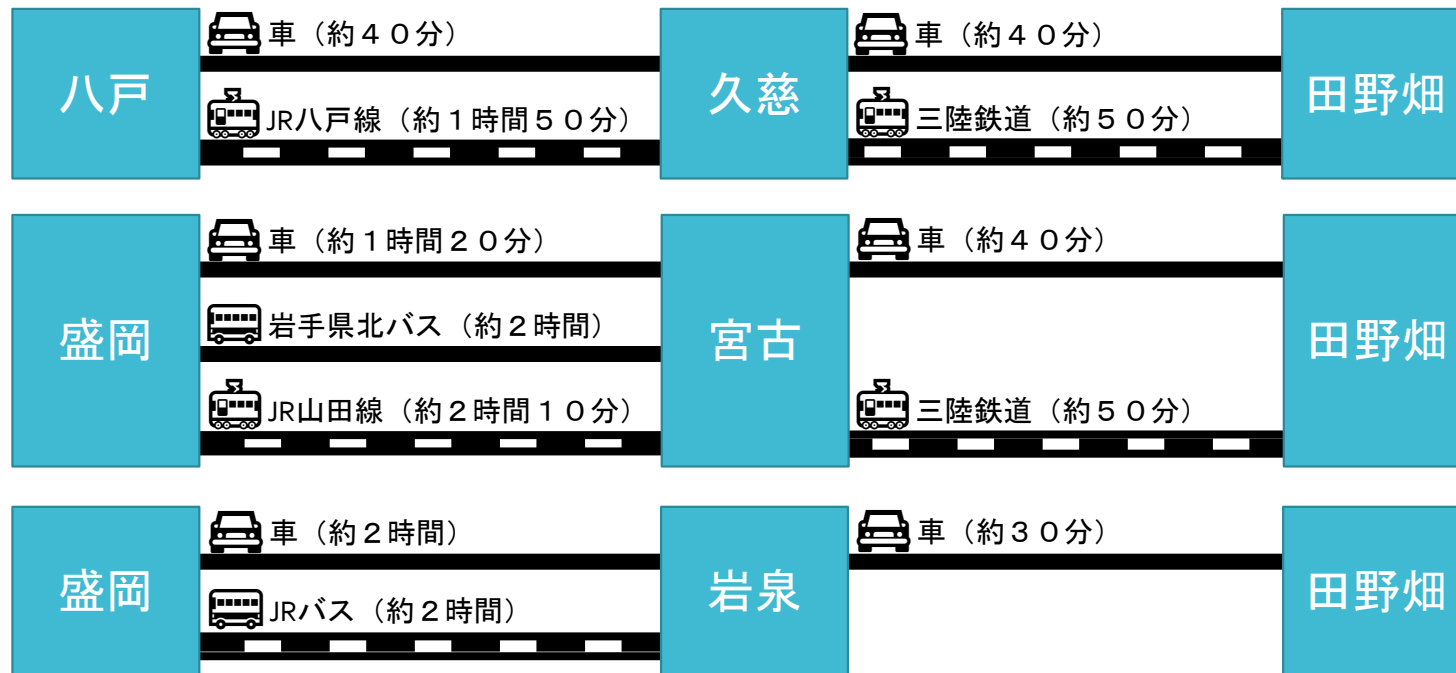 八戸
車（約４０分）
JR八戸線（約１時間５０分）
久慈
車（約４０分）
三陸鉄道（約５０分）
田野畑
盛岡
車（約１時間２０分）
岩手県北バス（約２時間）
JR山田線（約２時間１０分）
宮古
車（約４０分）
三陸鉄道（約５０分）
田野畑
盛岡
車（約２時間）
JRバス（約２時間）
岩泉
車（約３０分）
田野畑